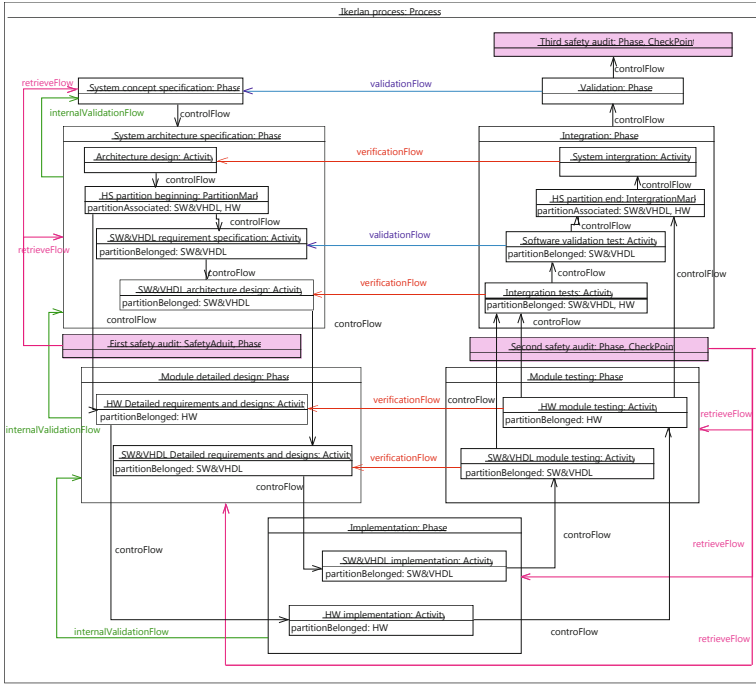 Ikerlan process: Process
Third safety audit: Phase, CheckPoint
controlFlow
retrieveFlow
System concept specification: Phase
validationFlow
Validation: Phase
internalValidationFlow
controlFlow
controlFlow
System architecture specification: Phase
Integration: Phase
Architecture design: Activity
verificationFlow
System intergration: Activity
controlFlow
controlFlow
HS partition beginning: PartitionMark
partitionAssociated: SW&VHDL, HW
HS partition end: IntergrationMark
partitionAssociated: SW&VHDL, HW
controlFlow
controlFlow
SW&VHDL requirement specification: Activity
partitionBelonged: SW&VHDL
validationFlow
Software validation test: Activity
partitionBelonged: SW&VHDL
retrieveFlow
controlFlow
controlFlow
controlFlow
SW&VHDL architecture design: Activity
partitionBelonged: SW&VHDL
verificationFlow
Intergration tests: Activity
partitionBelonged: SW&VHDL, HW
controlFlow
controFlow
controFlow
First safety audit: SafetyAduit, Phase
Second safety audit: Phase, CheckPoint
Module detailed design: Phase
controFlow
Module testing: Phase
HW Detailed requirements and designs: Activity
partitionBelonged: HW
verificationFlow
HW module testing: Activity
partitionBelonged: HW
retrieveFlow
internalValidationFlow
SW&VHDL Detailed requirements and designs: Activity
partitionBelonged: SW&VHDL
verificationFlow
SW&VHDL module testing: Activity
partitionBelonged: SW&VHDL
controFlow
Implementation: Phase
controFlow
controFlow
retrieveFlow
SW&VHDL implementation: Activity
partitionBelonged: SW&VHDL
HW implementation: Activity
partitionBelonged: HW
internalValidationFlow
controFlow
retrieveFlow